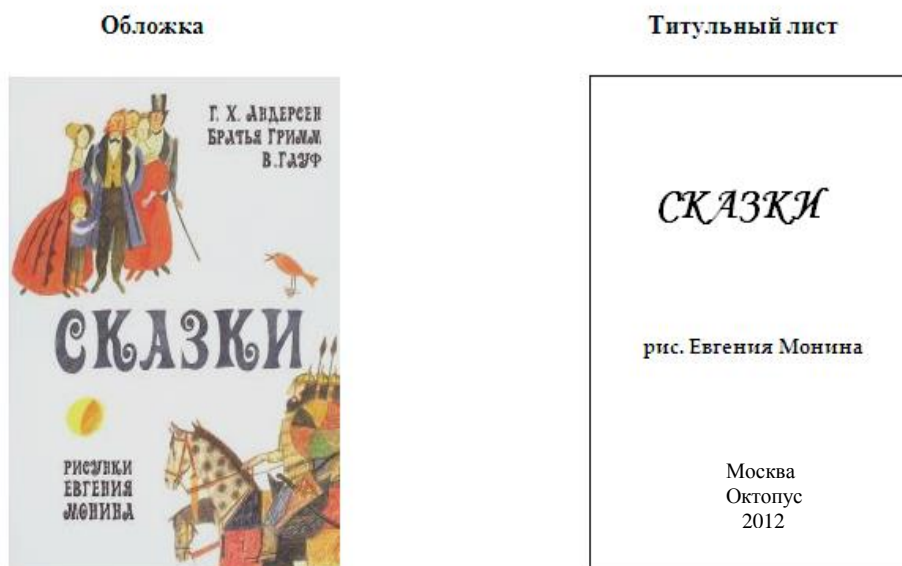 Обложка
Титульный лист
Г. Х. АНДЕРСЕН
БРАТЬЯ ГРИММ
В. ГАУФ
СКАЗКИ
РИСУНКИ
ЕВГЕНИЯ
МОНИНА
СКАЗКИ
рис. Евгения Монина
Москва
Октопус
2012